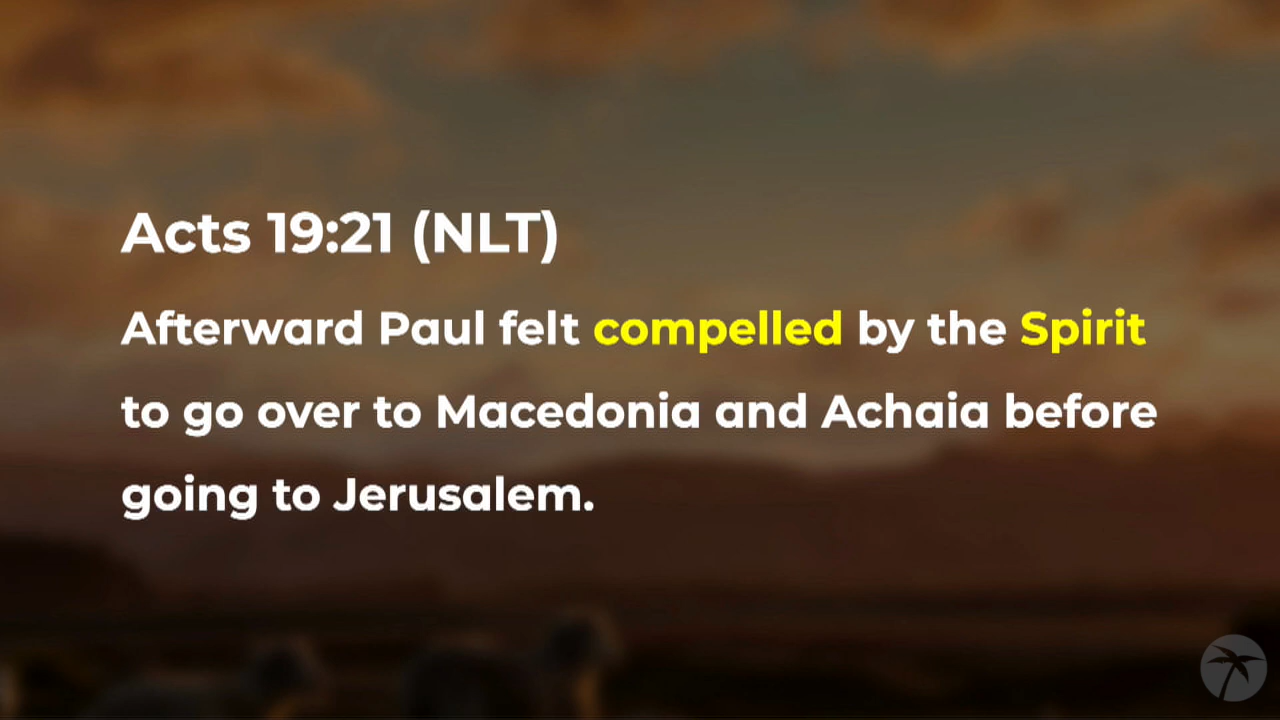 Acts 19:21 (NLT)
Afterward Paul felt compelled by the Spirit
to go over to Macedonia and Achaia before
going to Jerusalem.